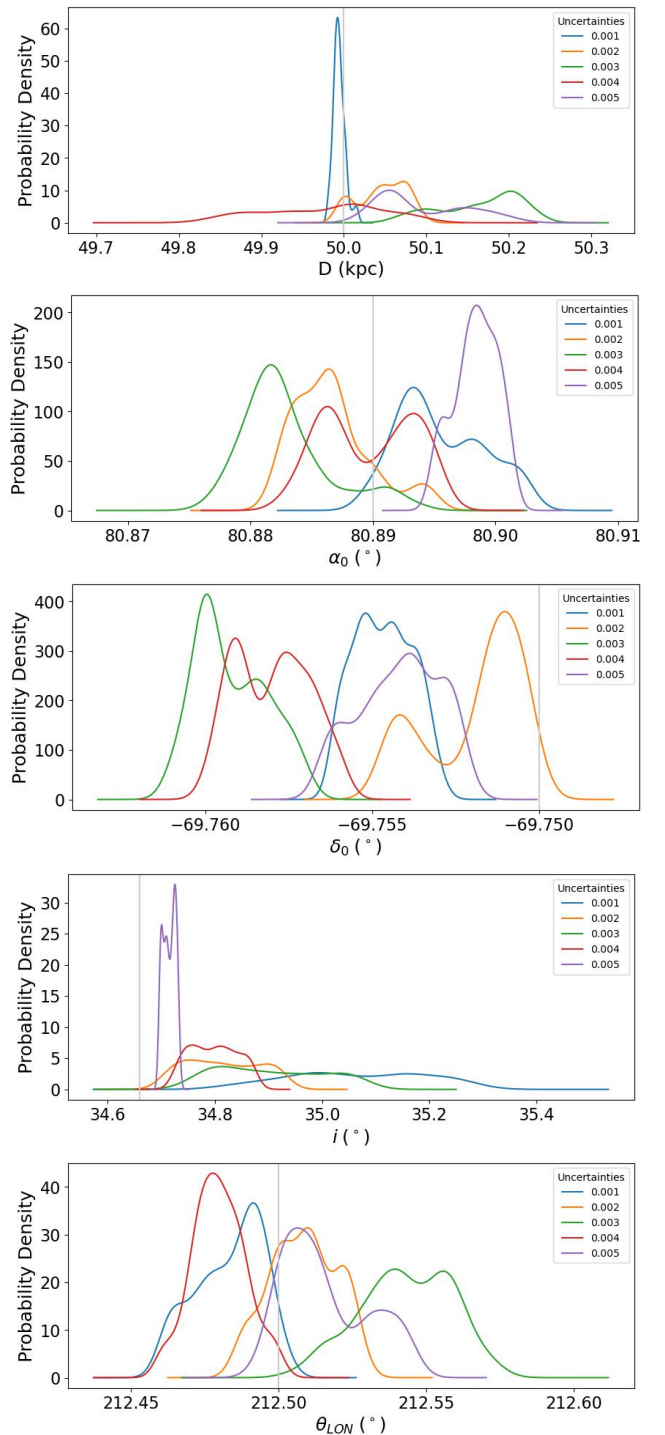 Probability Density
60
50
40
30
20
10
0
Uncertainties
0.001
0.002
0.003
0.004
0.005
49.7 49.8 49.9 50.0 50.1 50.2 50.3
D (kpc)
Probability Density
200
150
100
50
0
Uncertainties
0.001
0.002
0.003
0.004
0.005
80.87 80.88 80.89 80.90 80.91
α₀ (°)
Probability Density
400
300
200
100
0
Uncertainties
0.001
0.002
0.003
0.004
0.005
−69.760 −69.755 −69.750
δ₀ (°)
Probability Density
30
25
20
15
10
5
0
Uncertainties
0.001
0.002
0.003
0.004
0.005
34.6 34.8 35.0 35.2 35.4
i (°)
Probability Density
40
30
20
10
0
Uncertainties
0.001
0.002
0.003
0.004
0.005
212.45 212.50 212.55 212.60
θLON (°)